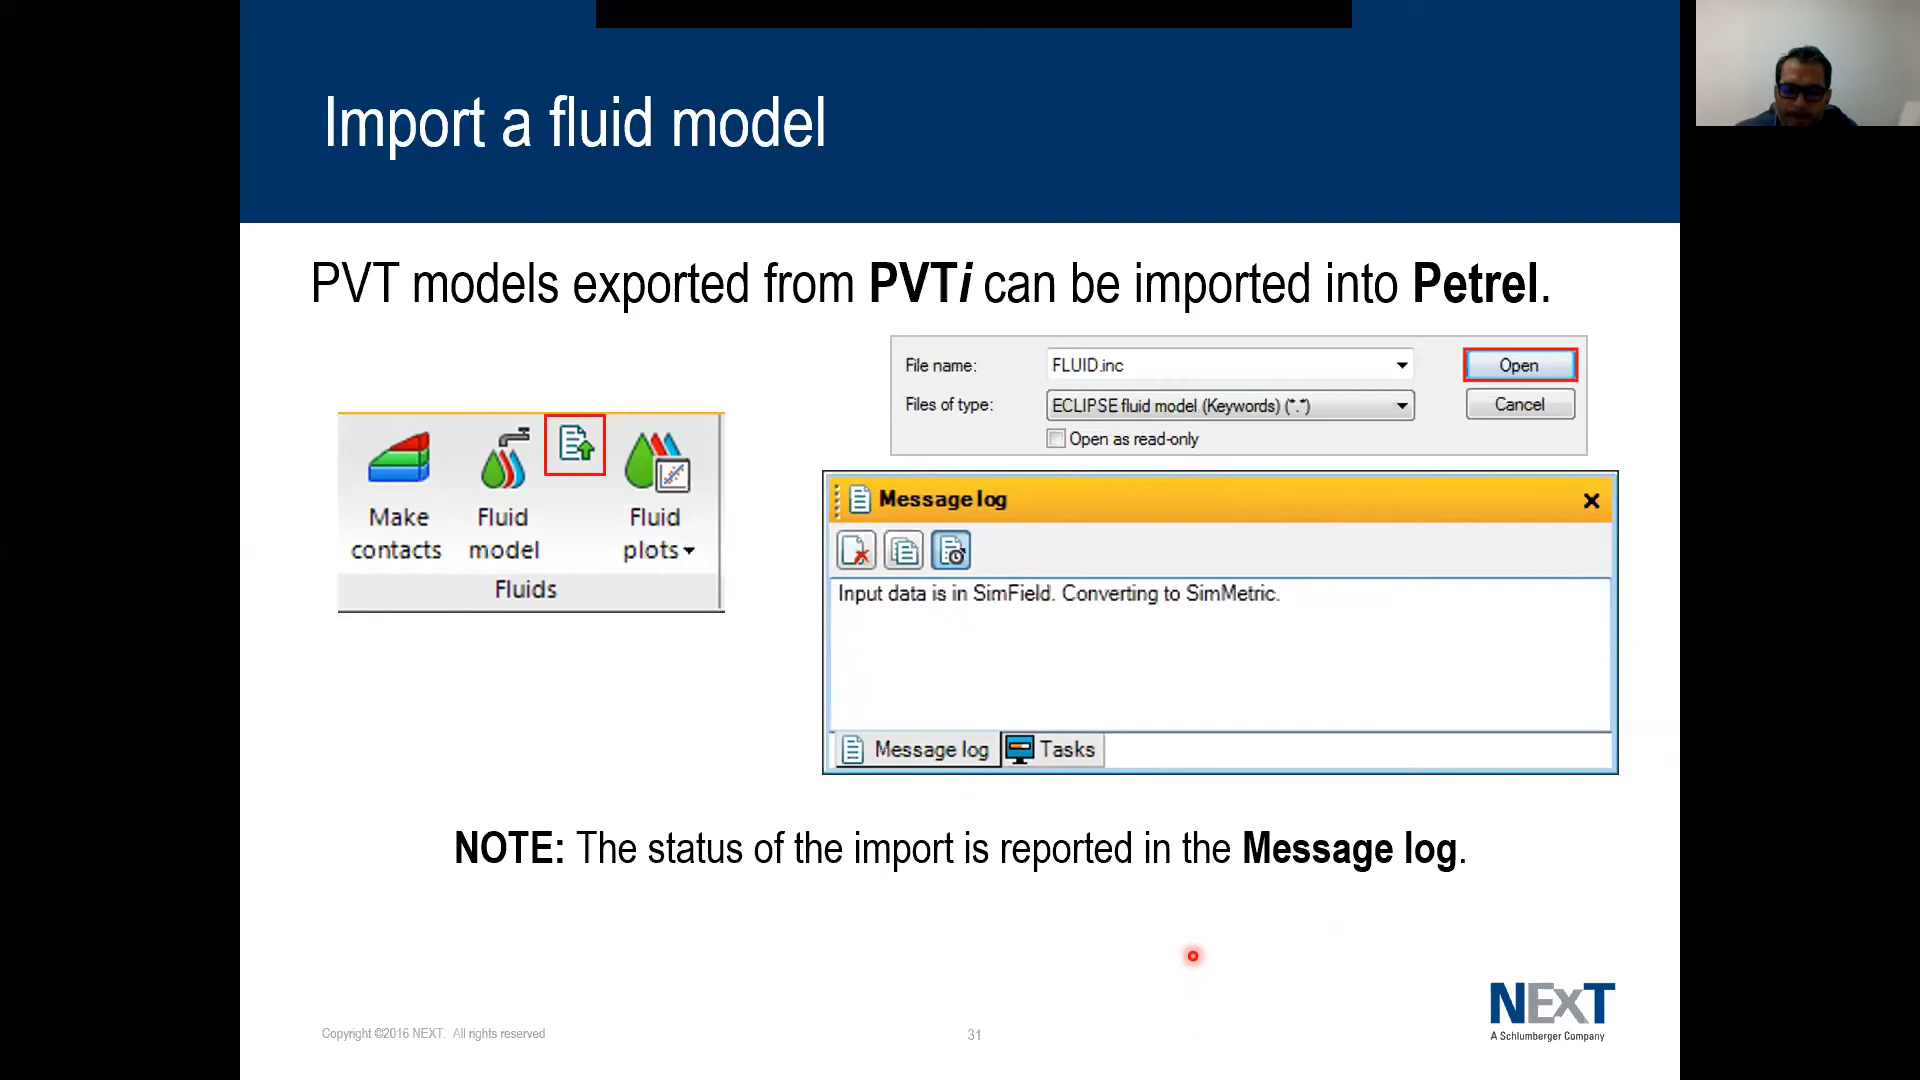 Import a fluid model
PVT models exported from PVTi can be imported into Petrel.
File name:
FLUID.inc
Open
Files of type:
ECLIPSE fluid model (Keywords) (*.*)
Cancel
Open as read-only
Make
contacts
Fluid
model
Fluid
plots
Fluids
Message log
Input data is in SimField. Converting to SimMetric.
Message log
Tasks
NOTE: The status of the import is reported in the Message log.
Copyright ©2016 NEXT. All rights reserved
31
NExT
A Schlumberger Company